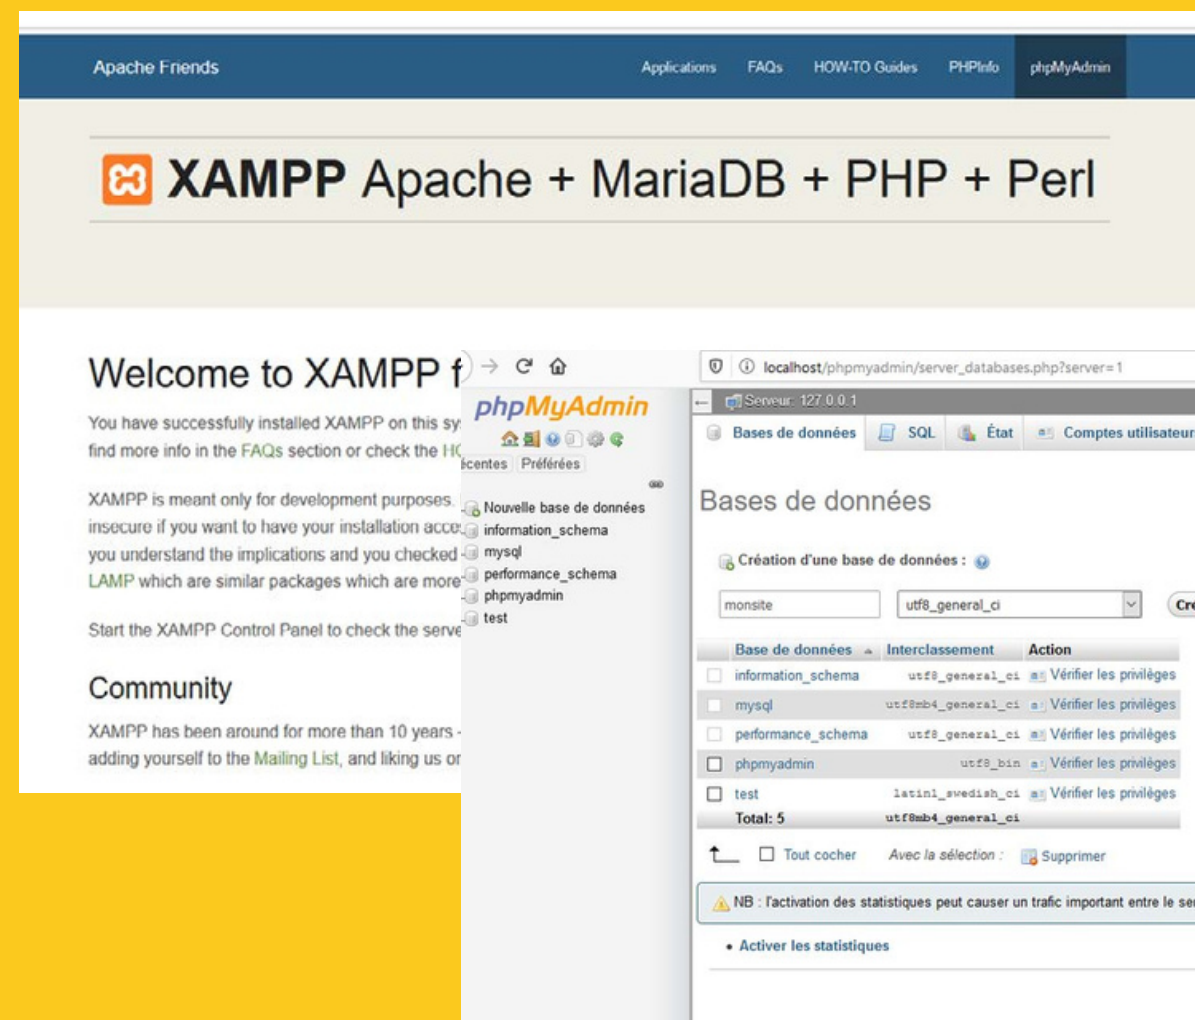 Apache Friends
Applications FAQs HOW-TO Guides PHPInfo phpMyAdmin
XAMPP Apache + MariaDB + PHP + Perl
Welcome to XAMPP f
You have successfully installed XAMPP on this sy
find more info in the FAQs section or check the HO
XAMPP is meant only for development purposes.
insecure if you want to have your installation acce
you understand the implications and you checked
LAMP which are similar packages which are more
Start the XAMPP Control Panel to check the serve
Community
XAMPP has been around for more than 10 years -
adding yourself to the Mailing List, and liking us or
localhost/phpmyadmin/server_databases.php?server=1
phpMyAdmin
écentes Préférées
Nouvelle base de données
information_schema
mysql
performance_schema
phpmyadmin
test
Serveur: 127.0.0.1
Bases de données SQL État Comptes utilisateur
Bases de données
Création d'une base de données :
monsite utf8_general_ci Cré
Base de données Interclassement Action
information_schema utf8_general_ci Vérifier les privilèges
mysql utf8mb4_general_ci Vérifier les privilèges
performance_schema utf8_general_ci Vérifier les privilèges
phpmyadmin utf8_bin Vérifier les privilèges
test latin1_swedish_ci Vérifier les privilèges
Total: 5 utf8mb4_general_ci
Tout cocher Avec la sélection : Supprimer
NB : l'activation des statistiques peut causer un trafic important entre le ser
• Activer les statistiques